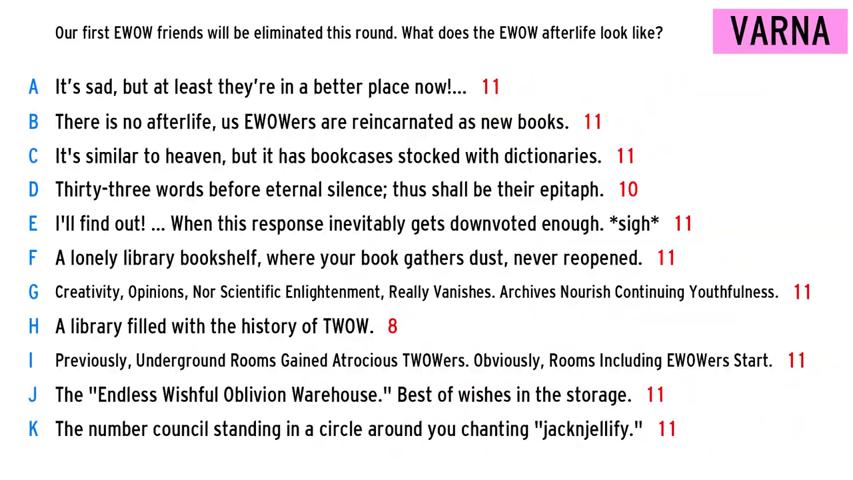 Our first EWOW friends will be eliminated this round. What does the EWOW afterlife look like?
VARNA
A It's sad, but at least they're in a better place now!... 11
B There is no afterlife, us EWOWers are reincarnated as new books. 11
C It's similar to heaven, but it has bookcases stocked with dictionaries. 11
D Thirty-three words before eternal silence; thus shall be their epitaph. 10
E I'll find out! ... When this response inevitably gets downvoted enough. *sigh* 11
F A lonely library bookshelf, where your book gathers dust, never reopened. 11
G Creativity, Opinions, Nor Scientific Enlightenment, Really Vanishes. Archives Nourish Continuing Youthfulness. 11
H A library filled with the history of TWOW. 8
I Previously, Underground Rooms Gained Atrocious TWOWers. Obviously, Rooms Including EWOWers Start. 11
J The "Endless Wishful Oblivion Warehouse." Best of wishes in the storage. 11
K The number council standing in a circle around you chanting "jacknjellify." 11